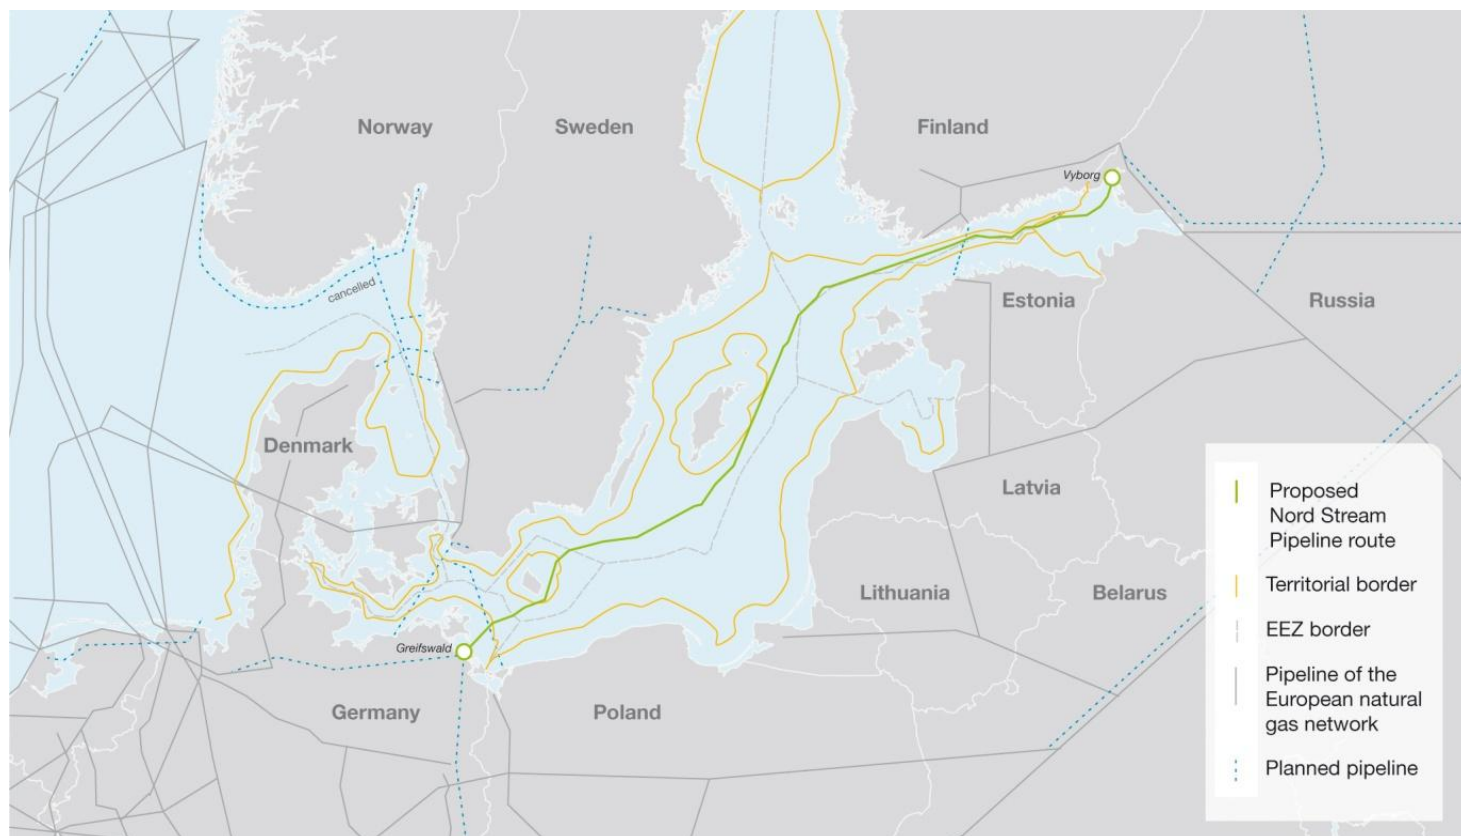 Norway
Sweden
Finland
Vyborg
cancelled
Estonia
Russia
Denmark
Latvia
Lithuania
Belarus
Greifswald
Germany
Poland
Proposed
Nord Stream
Pipeline route
Territorial border
EEZ border
Pipeline of the
European natural
gas network
Planned pipeline